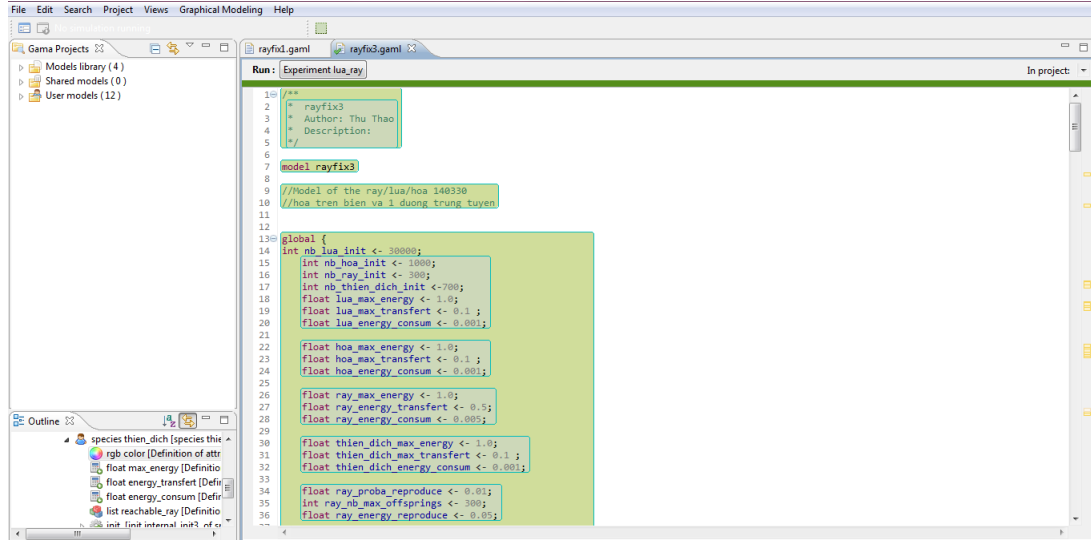 File Edit Search Project Views Graphical Modeling Help
No simulation running
Gama Projects
Models library ( 4 )
Shared models ( 0 )
User models ( 12 )
Outline
species thien_dich [species thie
rgb color [Definition of attr
float max_energy [Definitio
float energy_transfert [Defir
float energy_consum [Defir
list reachable_ray [Definitio
init [init internal_init3 of s
rayfix1.gaml rayfix3.gaml
Run : Experiment lua_ray In project:
1 /**
2 * rayfix3
3 * Author: Thu Thao
4 * Description:
5 */
6
7 model rayfix3
8
9 //Model of the ray/lua/hoa 140330
10 //hoa tren bien va 1 duong trung tuyen
11
12
13 global {
14 int nb_lua_init <- 30000;
15 int nb_hoa_init <- 1000;
16 int nb_ray_init <- 300;
17 int nb_thien_dich_init <-700;
18 float lua_max_energy <- 1.0;
19 float lua_max_transfert <- 0.1 ;
20 float lua_energy_consum <- 0.001;
21
22 float hoa_max_energy <- 1.0;
23 float hoa_max_transfert <- 0.1 ;
24 float hoa_energy_consum <- 0.001;
25
26 float ray_max_energy <- 1.0;
27 float ray_energy_transfert <- 0.5;
28 float ray_energy_consum <- 0.005;
29
30 float thien_dich_max_energy <- 1.0;
31 float thien_dich_max_transfert <- 0.1 ;
32 float thien_dich_energy_consum <- 0.001;
33
34 float ray_proba_reproduce <- 0.01;
35 int ray_nb_max_offsprings <- 300;
36 float ray_energy_reproduce <- 0.05;